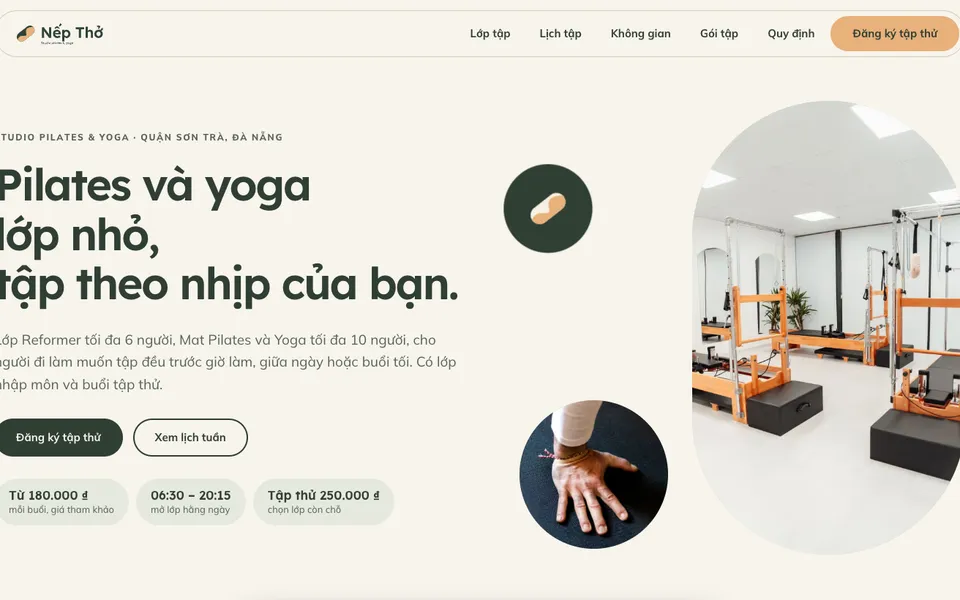 Nếp Thở
Lớp tập
Lịch tập
Không gian
Gói tập
Quy định
Đăng ký tập thử
TUDIO PILATES & YOGA · QUẬN SƠN TRÀ, ĐÀ NẴNG
Pilates và yoga
lớp nhỏ,
tập theo nhịp của bạn.
Lớp Reformer tối đa 6 người, Mat Pilates và Yoga tối đa 10 người, cho
người đi làm muốn tập đều trước giờ làm, giữa ngày hoặc buổi tối. Có lớp
nhập môn và buổi tập thử.
Đăng ký tập thử
Xem lịch tuần
Từ 180.000 ₫
mỗi buổi, giá tham khảo
06:30 – 20:15
mở lớp hằng ngày
Tập thử 250.000 ₫
chọn lớp còn chỗ